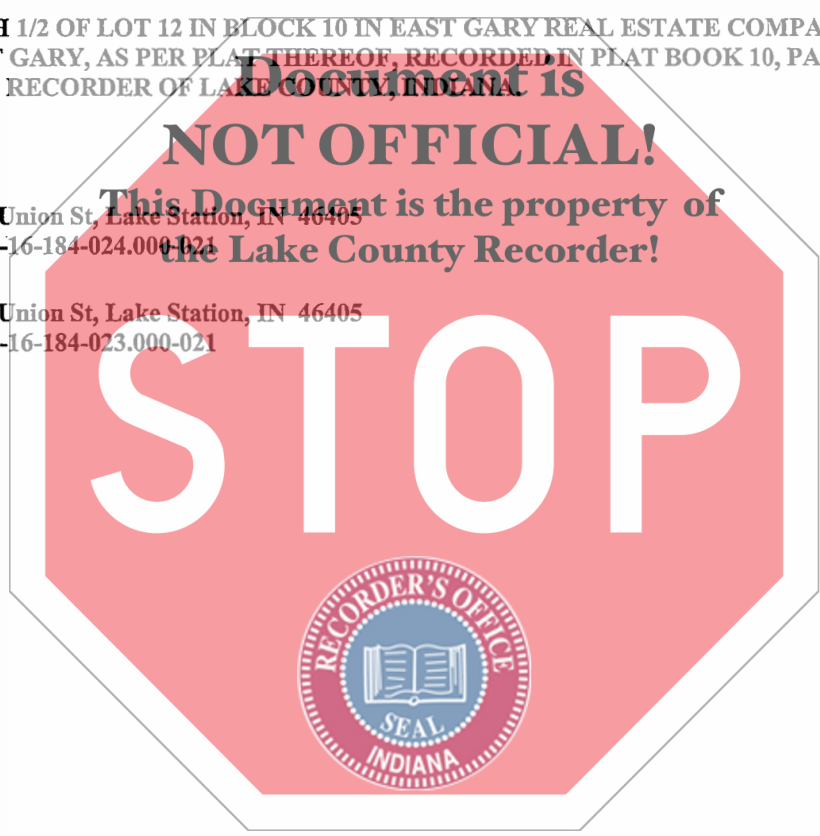 1/2 OF LOT 12 IN BLOCK 10 IN EAST GARY REAL ESTATE COMPA
GARY, AS PER PLAT THEREOF, RECORDED IN PLAT BOOK 10, PA
RECORDER OF LAKE COUNTY, INDIANA.
Document is
NOT OFFICIAL!
This Document is the property of
the Lake County Recorder!
Union St, Lake Station, IN 46405
-16-184-024.000-021
Union St, Lake Station, IN 46405
-16-184-023.000-021
STOP
RECORDER'S OFFICE
SEAL
INDIANA